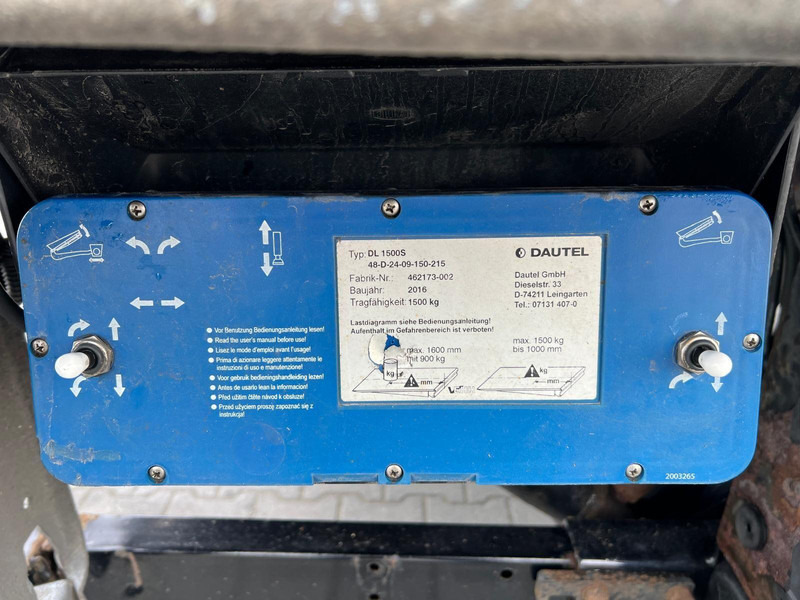 Typ: DL 1500S
48-D-24-09-150-215
Fabrik-Nr.: 462173-002
Baujahr: 2016
Tragfähigkeit: 1500 kg
DAUTEL
Dautel GmbH
Dieselstr. 33
D-74211 Leingarten
Tel.: 07131 407-0
Lastdiagramm siehe Bedienungsanleitung!
Aufenthalt im Gefahrenbereich ist verboten!
max. 1600 mm
mit 900 kg
max. 1500 kg
bis 1000 mm
kg
mm
kg
mm
Vor Benutzung Bedienungsanleitung lesen!
Read the user's manual before use!
Lisez le mode d'emploi avant l'usage!
Prima di azionare leggere attentamente le
instruzioni di uso e manutenzione!
Voor gebruik bedieningshandleiding lezen!
Antes de usario lean la informacion!
Před užitím čtěte návod k obsluze!
Przed użyciem proszę zapoznać się z
instrukcja!
2003265